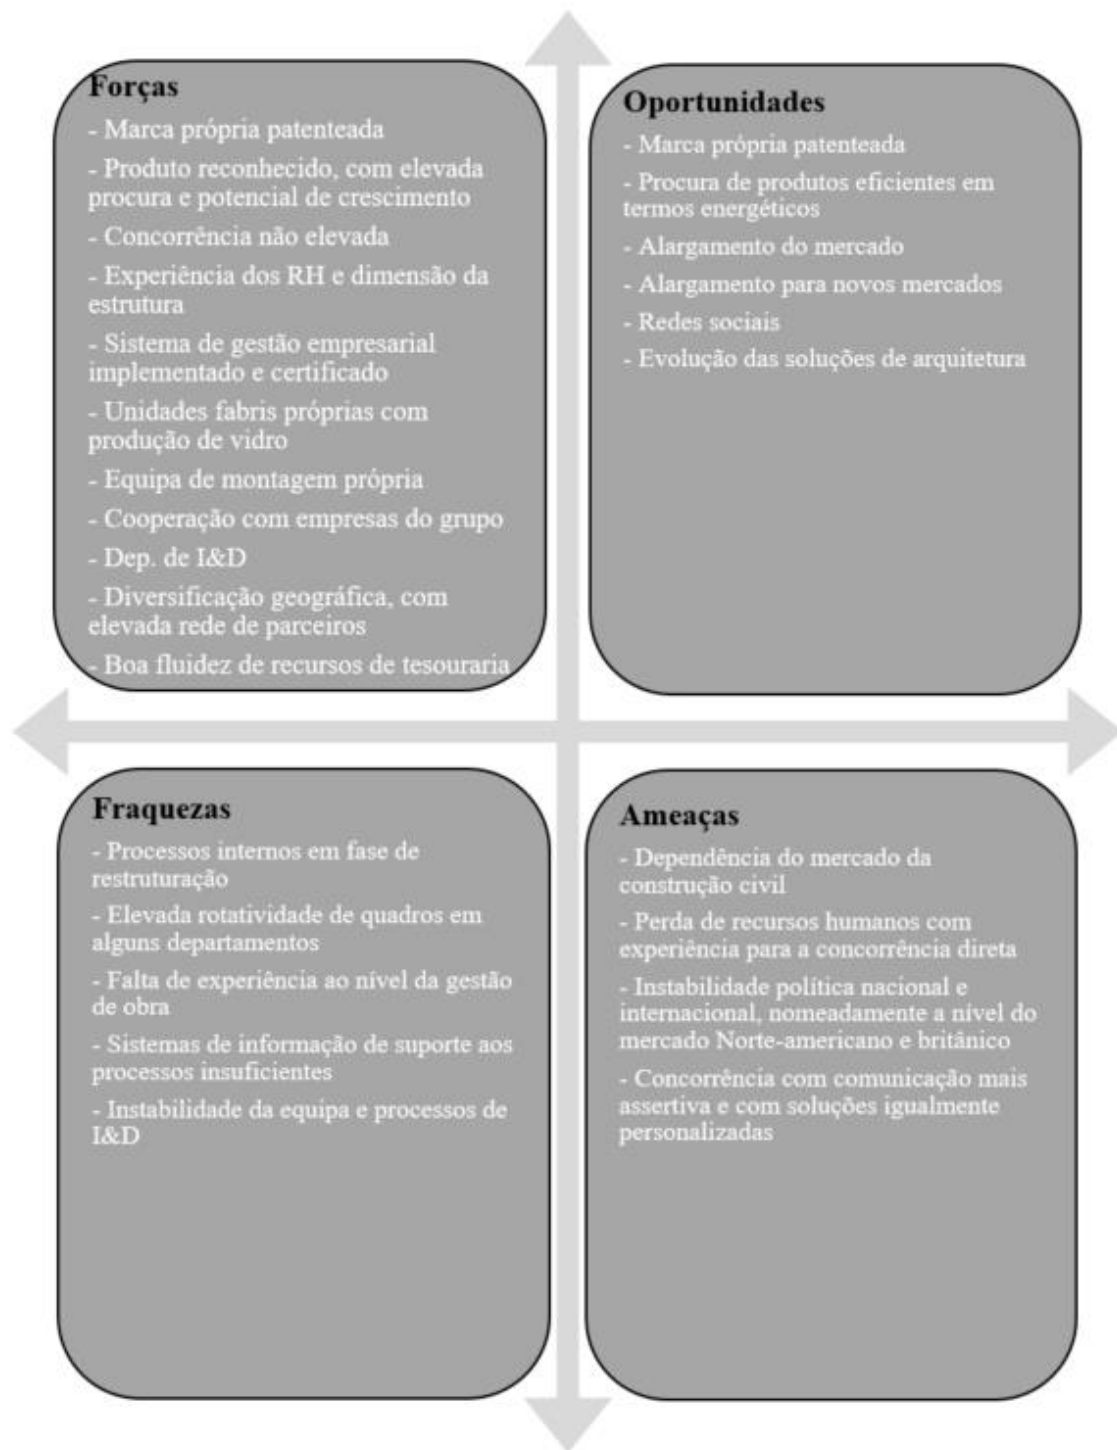 Forças
- Marca própria patenteada
- Produto reconhecido, com elevada
procura e potencial de crescimento
- Concorrência não elevada
- Experiência dos RH e dimensão da
estrutura
- Sistema de gestão empresarial
implementado e certificado
- Unidades fabris próprias com
produção de vidro
- Equipa de montagem própria
- Cooperação com empresas do grupo
- Dep. de I&D
- Diversificação geográfica, com
elevada rede de parceiros
- Boa fluidez de recursos de tesouraria
Oportunidades
- Marca própria patenteada
- Procura de produtos eficientes em
termos energéticos
- Alargamento do mercado
- Alargamento para novos mercados
- Redes sociais
- Evolução das soluções de arquitetura
Fraquezas
- Processos internos em fase de
restruturação
- Elevada rotatividade de quadros em
alguns departamentos
- Falta de experiência ao nível da gestão
de obra
- Sistemas de informação de suporte aos
processos insuficientes
- Instabilidade da equipa e processos de
I&D
Ameaças
- Dependência do mercado da
construção civil
- Perda de recursos humanos com
experiência para a concorrência direta
- Instabilidade política nacional e
internacional, nomeadamente a nível do
mercado Norte-americano e britânico
- Concorrência com comunicação mais
assertiva e com soluções igualmente
personalizadas